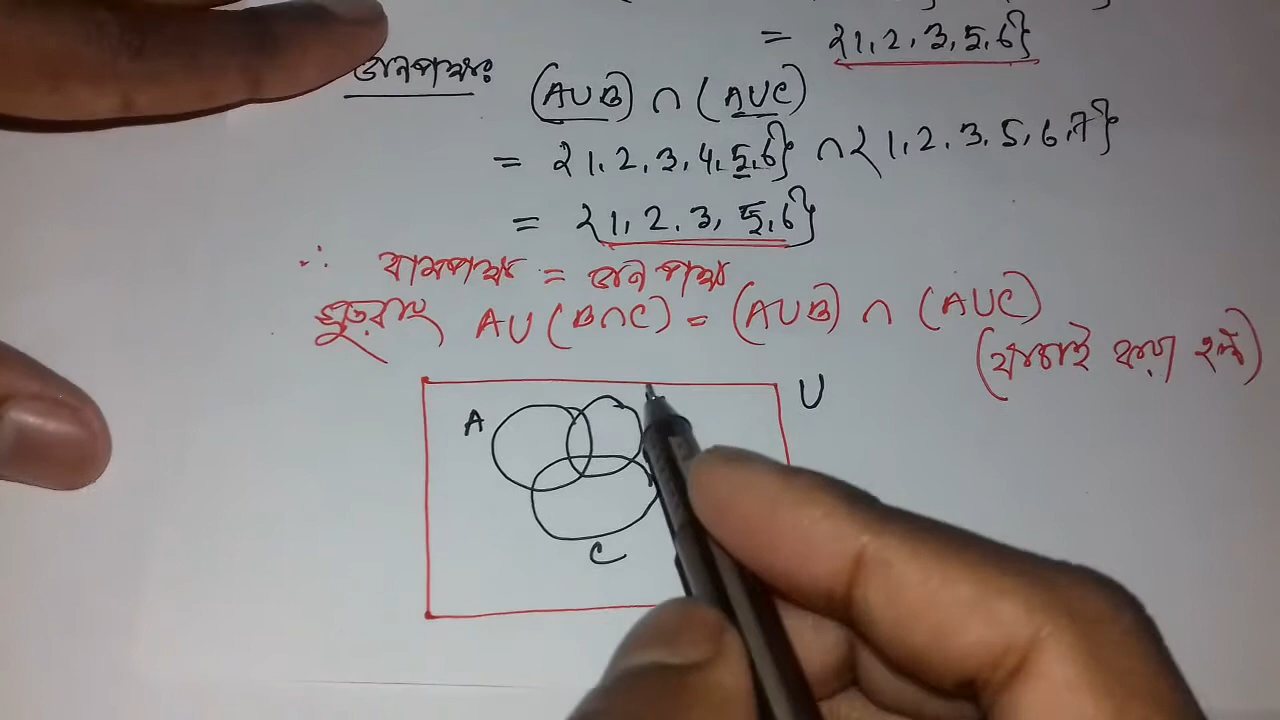 = {1, 2, 3, 5, 6}
ডানপক্ষঃ (A∪B) ∩ (A∪C)
= {1, 2, 3, 4, 5, 6} ∩ {1, 2, 3, 5, 6, 7}
= {1, 2, 3, 5, 6}
∴ বামপক্ষ = ডানপক্ষ
সুতরাং A∪(B∩C) = (A∪B) ∩ (A∪C)
(যাচাই করা হল)
U
A
C